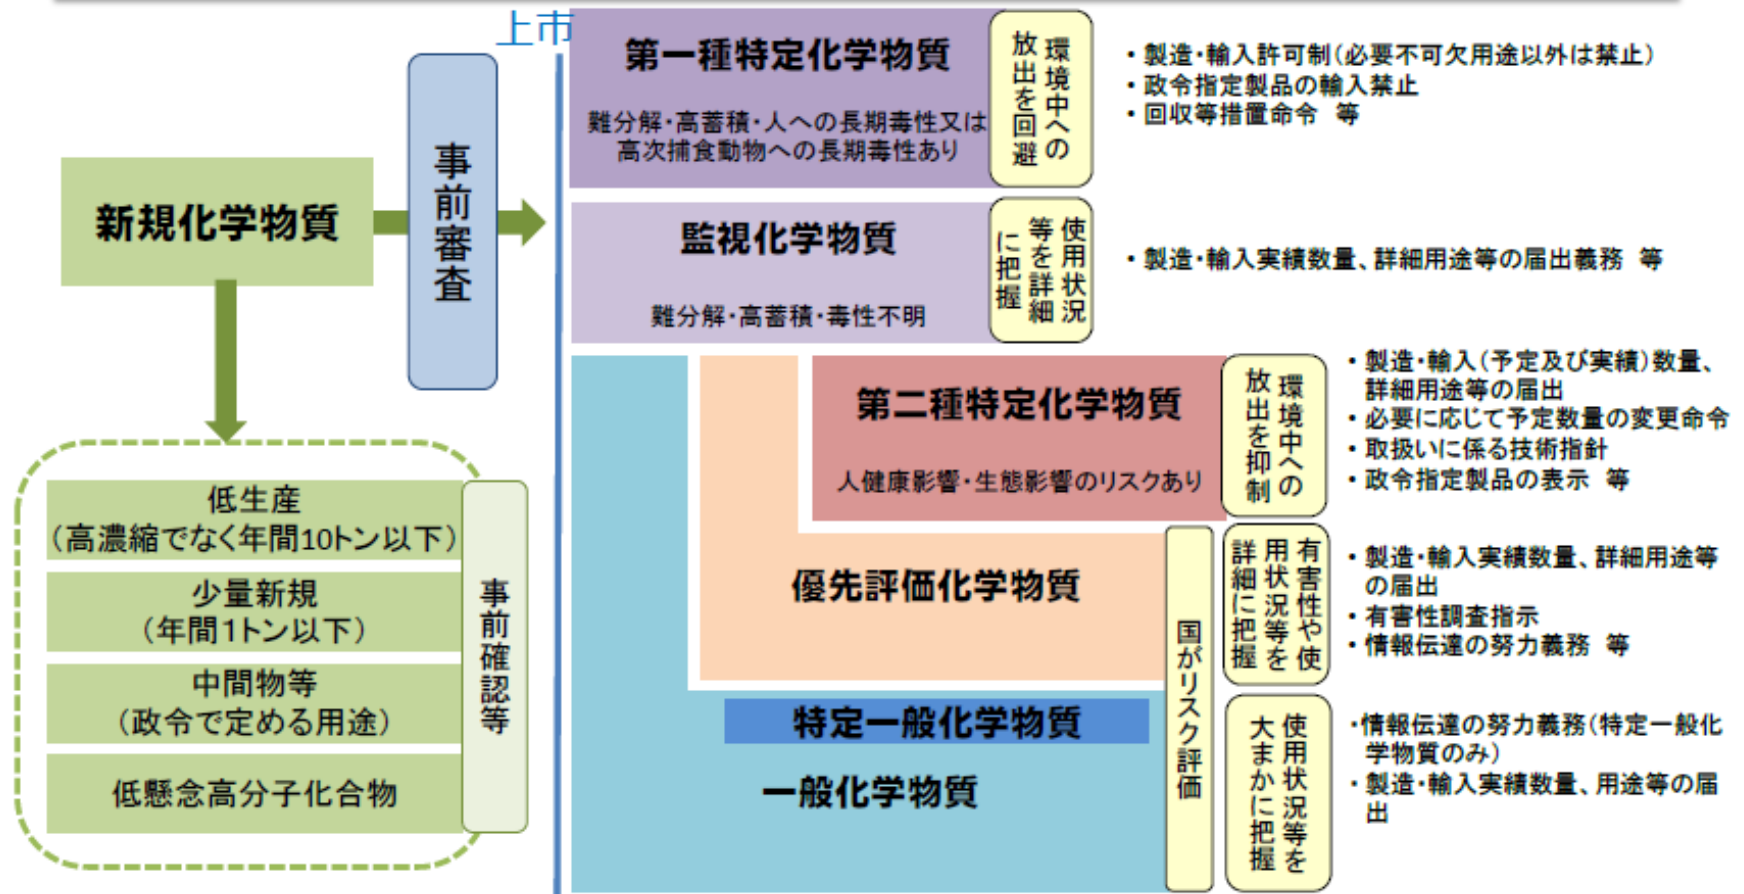 上市
新規化学物質
事前審査
低生産
（高濃縮でなく年間10トン以下）
少量新規
（年間1トン以下）
中間物等
（政令で定める用途）
低懸念高分子化合物
事前確認等
第一種特定化学物質
難分解・高蓄積・人への長期毒性又は
高次捕食動物への長期毒性あり
環境中への
放出を回避
・製造・輸入許可制（必要不可欠用途以外は禁止）
・政令指定製品の輸入禁止
・回収等措置命令 等
監視化学物質
難分解・高蓄積・毒性不明
使用状況
等を詳細
に把握
・製造・輸入実績数量、詳細用途等の届出義務 等
第二種特定化学物質
人健康影響・生態影響のリスクあり
環境中への
放出を抑制
・製造・輸入（予定及び実績）数量、
詳細用途等の届出
・必要に応じて予定数量の変更命令
・取扱いに係る技術指針
・政令指定製品の表示 等
優先評価化学物質
国がリスク評価
有害性や使
用状況等を
詳細に把握
・製造・輸入実績数量、詳細用途等
の届出
・有害性調査指示
・情報伝達の努力義務 等
特定一般化学物質
一般化学物質
使用状況等を
大まかに把握
・情報伝達の努力義務（特定一般化
学物質のみ）
・製造・輸入実績数量、用途等の届
出